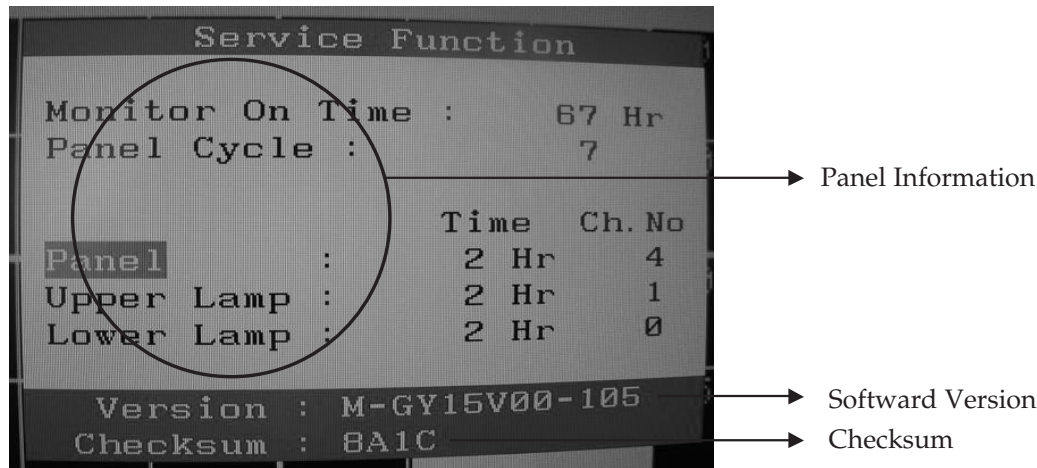 Service Function
Monitor On Time : 67 Hr
Panel Cycle : 7
Panel Information
Time Ch. No
Panel : 2 Hr 4
Upper Lamp : 2 Hr 1
Lower Lamp : 2 Hr 0
Version : M-GY15V00-105
Softward Version
Checksum : 8A1C
Checksum